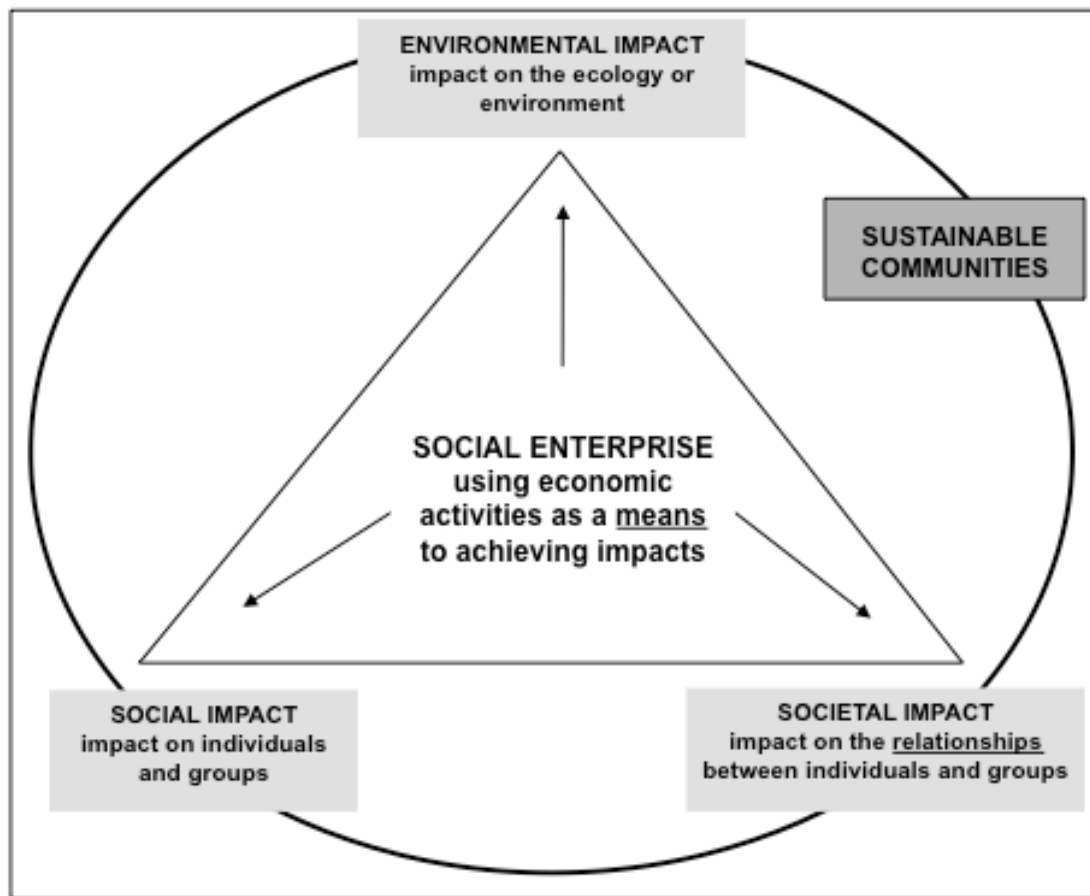 ENVIRONMENTAL IMPACT
impact on the ecology or
environment
SUSTAINABLE
COMMUNITIES
SOCIAL ENTERPRISE
using economic
activities as a means
to achieving impacts
SOCIAL IMPACT
impact on individuals
and groups
SOCIETAL IMPACT
impact on the relationships
between individuals and groups